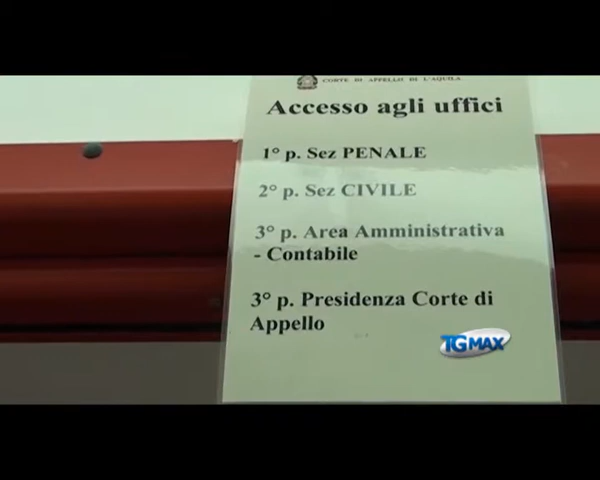 CORTE DI APPELLO DI L'AQUILA
Accesso agli uffici
1° p. Sez PENALE
2° p. Sez CIVILE
3° p. Area Amministrativa
- Contabile
3° p. Presidenza Corte di
Appello
TGMAX